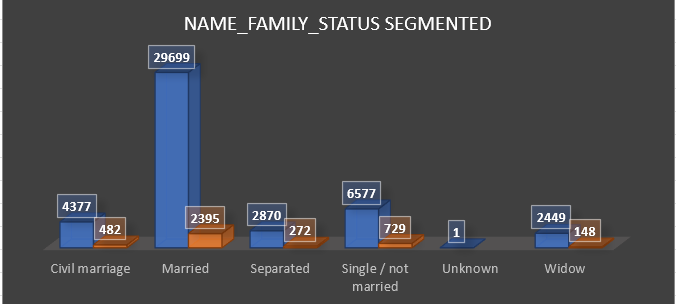 NAME_FAMILY_STATUS SEGMENTED
29699
4377
482
2395
2870
272
6577
729
1
2449
148
Civil marriage
Married
Separated
Single / not
married
Unknown
Widow